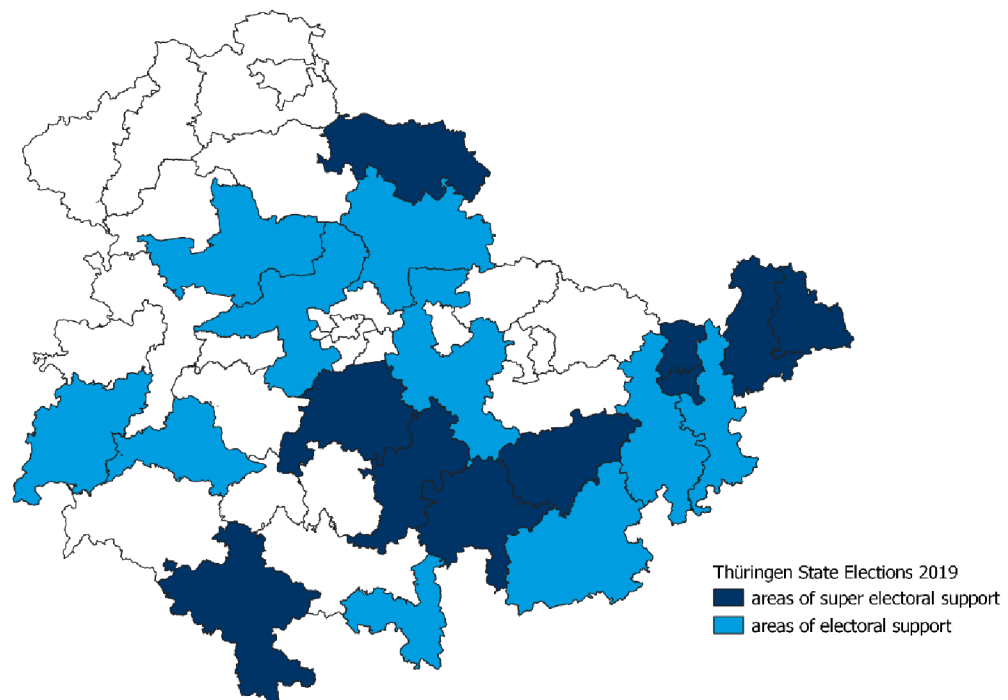 Thüringen State Elections 2019
areas of super electoral support
areas of electoral support